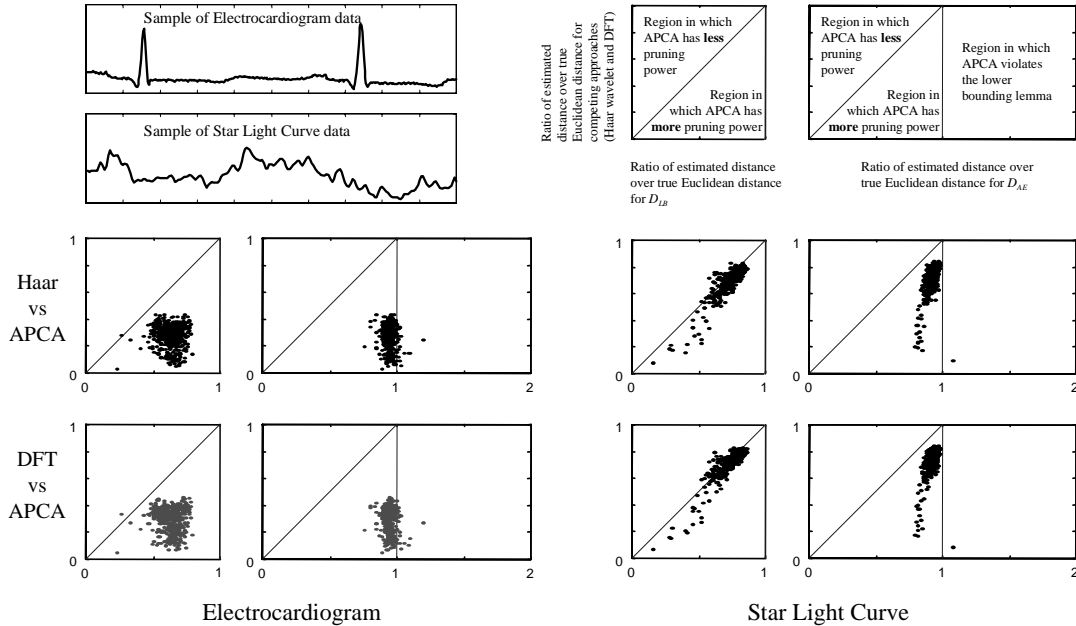 Sample of Electrocardiogram data
Sample of Star Light Curve data
Ratio of estimated
distance over true
Euclidean distance for
competing approaches
(Haar wavelet and DFT)
Region in which
APCA has less
pruning
power
Region in
which APCA has
more pruning power
Region in which
APCA has less
pruning
power
Region in
which APCA has
more pruning power
Region in which
APCA violates
the lower
bounding lemma
Ratio of estimated distance
over true Euclidean distance
for D_LB
Ratio of estimated distance over
true Euclidean distance for D_AE
Haar
vs
APCA
1
0
0
1
1
0
0
1
2
1
0
0
1
1
0
0
1
2
DFT
vs
APCA
1
0
0
1
1
0
0
1
2
1
0
0
1
1
0
0
1
2
Electrocardiogram
Star Light Curve